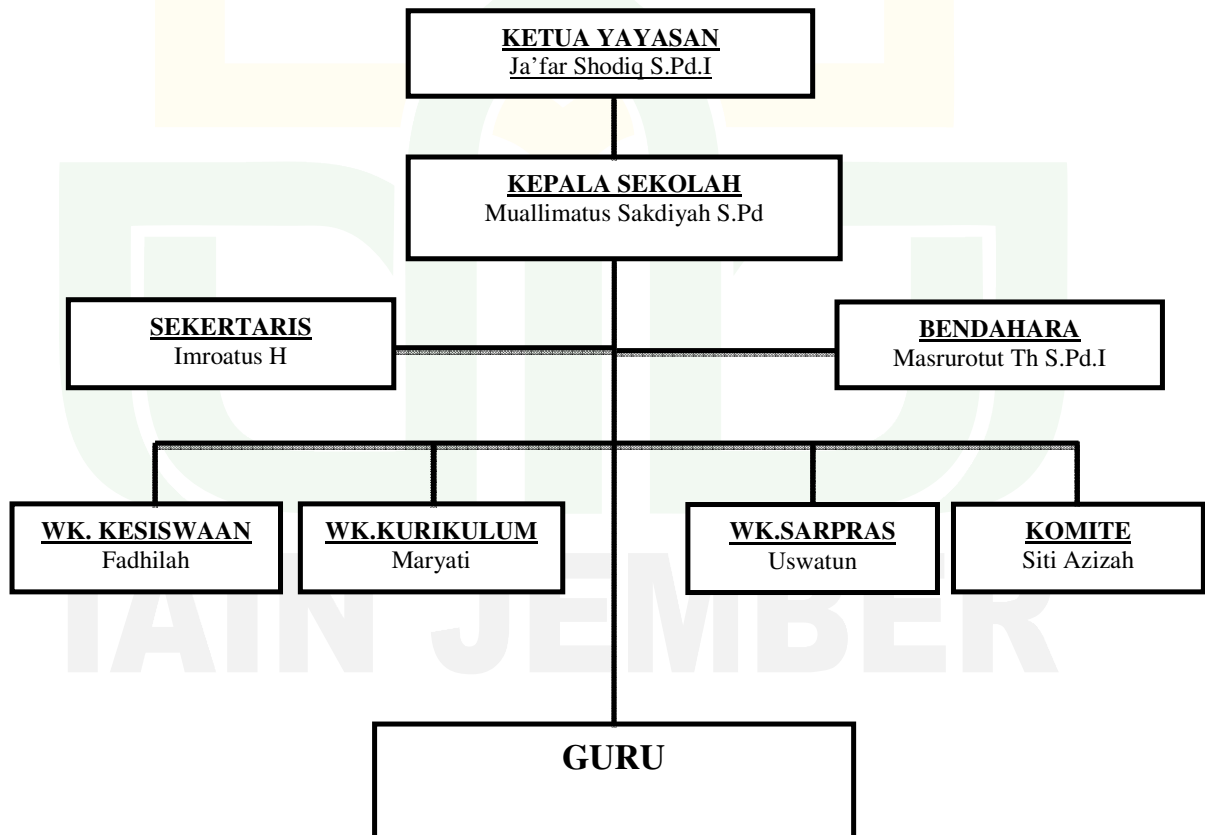 KETUA YAYASAN
Ja’far Shodiq S.Pd.I
KEPALA SEKOLAH
Muallimatus Sakdiyah S.Pd
SEKERTARIS
Imroatus H
BENDAHARA
Masrurotut Th S.Pd.I
WK. KESISWAAN
Fadhilah
WK.KURIKULUM
Maryati
WK.SARPRAS
Uswatun
KOMITE
Siti Azizah
IAIN JEMBER
GURU